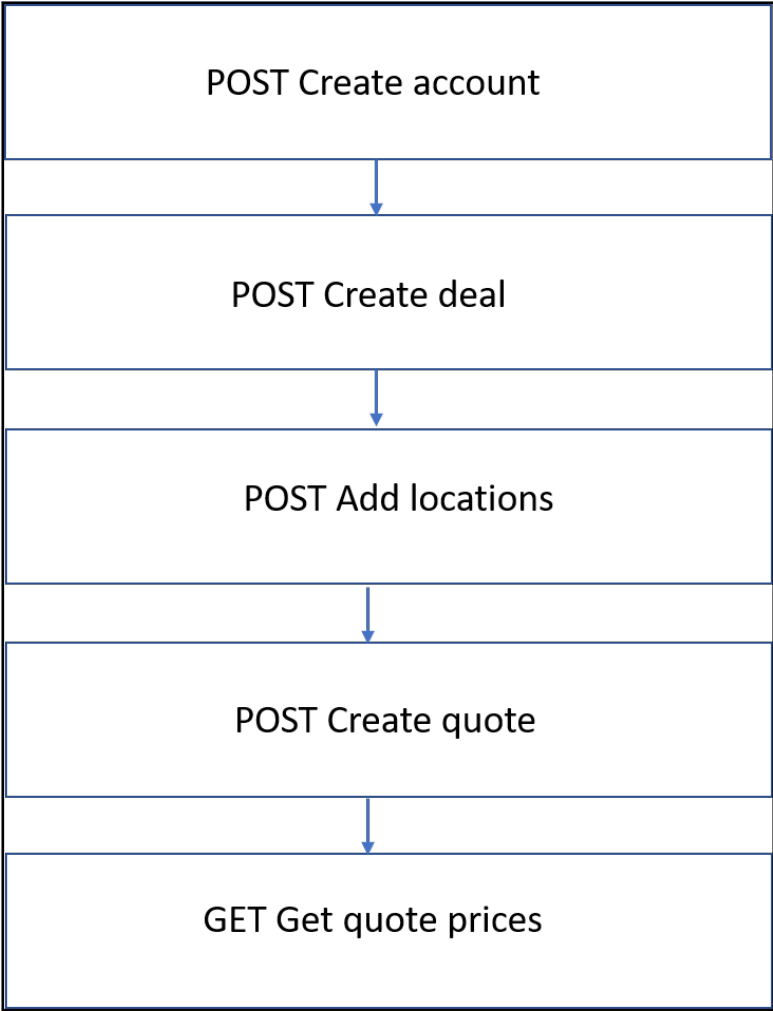 POST Create account
POST Create deal
POST Add locations
POST Create quote
GET Get quote prices